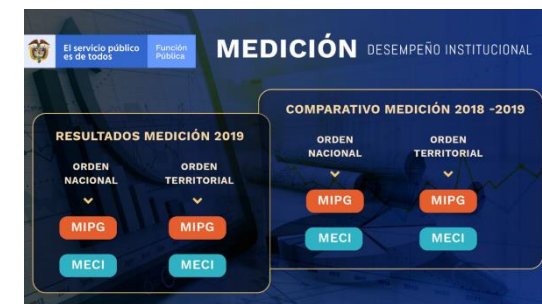 El servicio público
es de todos
Función
Pública
MEDICIÓN DESEMPEÑO INSTITUCIONAL
RESULTADOS MEDICIÓN 2019
ORDEN
NACIONAL
ORDEN
TERRITORIAL
MIPG
MIPG
MECI
MECI
COMPARATIVO MEDICIÓN 2018 -2019
ORDEN
NACIONAL
ORDEN
TERRITORIAL
MIPG
MIPG
MECI
MECI